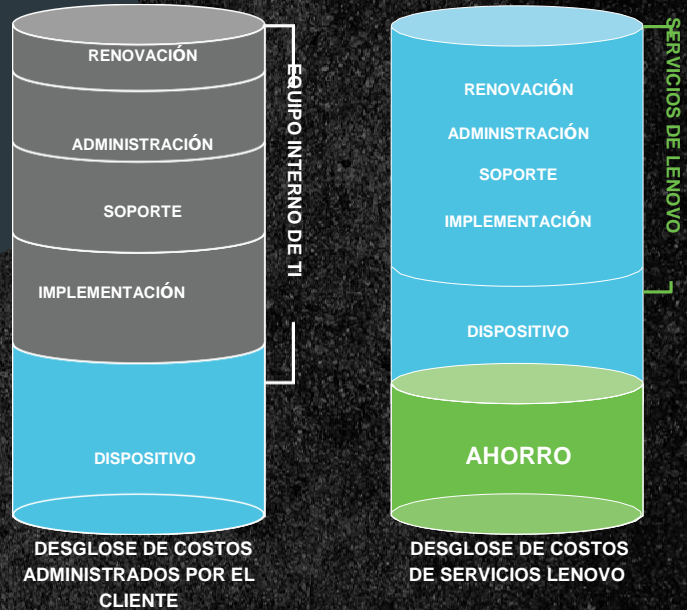 RENOVACIÓN
ADMINISTRACIÓN
SOPORTE
IMPLEMENTACIÓN
DISPOSITIVO
EQUIPO INTERNO DE TI
DESGLOSE DE COSTOS
ADMINISTRADOS POR EL
CLIENTE
RENOVACIÓN
ADMINISTRACIÓN
SOPORTE
IMPLEMENTACIÓN
DISPOSITIVO
AHORRO
SERVICIOS DE LENOVO
DESGLOSE DE COSTOS
DE SERVICIOS LENOVO